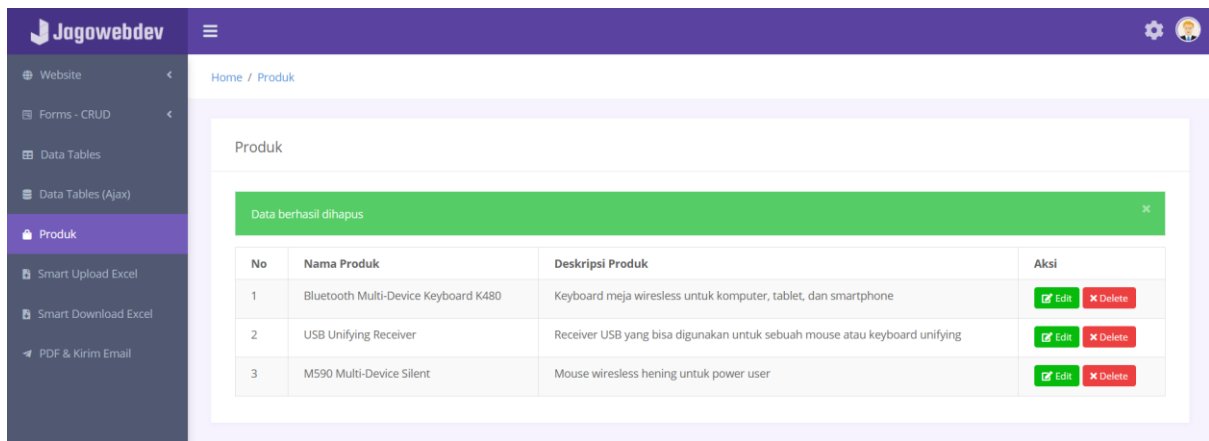 Jagowebdev
Website
Forms - CRUD
Data Tables
Data Tables (Ajax)
Produk
Smart Upload Excel
Smart Download Excel
PDF & Kirim Email
Home / Produk
Produk
Data berhasil dihapus ×
No Nama Produk Deskripsi Produk Aksi
1 Bluetooth Multi-Device Keyboard K480 Keyboard meja wiresless untuk komputer, tablet, dan smartphone Edit Delete
2 USB Unifying Receiver Receiver USB yang bisa digunakan untuk sebuah mouse atau keyboard unifying Edit Delete
3 M590 Multi-Device Silent Mouse wiresless hening untuk power user Edit Delete